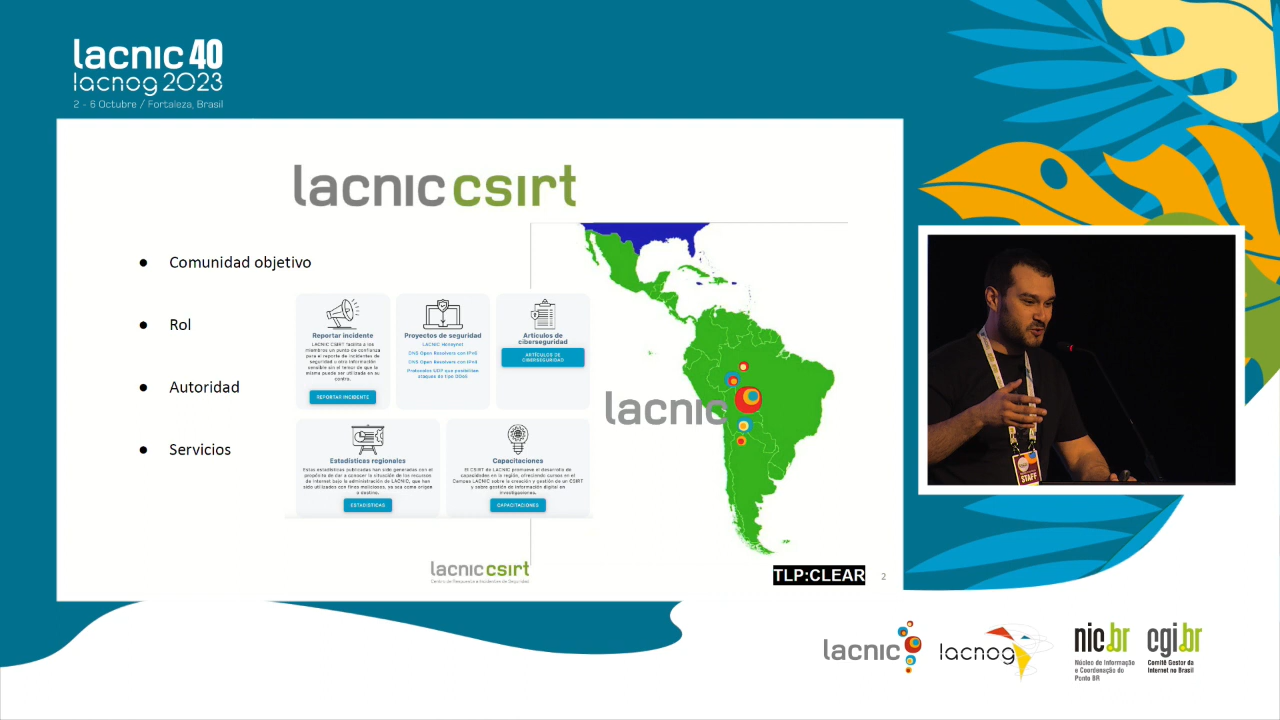 lacnic 40
lacnog 2023
2 - 6 Octubre / Fortaleza, Brasil
lacnic csirt
● Comunidad objetivo
● Rol
● Autoridad
● Servicios
Reportar incidente
LACNIC CSIRT facilita a los
miembros un punto de confianza
para el reporte de incidentes de
seguridad u otra información
sensible sin el temor de que la
misma pueda ser utilizada en su
contra.
REPORTAR INCIDENTE
Proyectos de seguridad
LACNIC Honeynet
DNS Open Resolvers con IPv6
DNS Open Resolvers con IPv4
Protocolos UDP que posibilitan
ataques de tipo DDoS
Artículos de
ciberseguridad
ARTÍCULOS DE
CIBERSEGURIDAD
Estadísticas regionales
Estas estadísticas publicadas han sido generadas con el
propósito de dar a conocer la situación de los recursos
de Internet bajo la administración de LACNIC, que han
sido utilizados con fines maliciosos, ya sea como origen
o destino.
ESTADÍSTICAS
Capacitaciones
El CSIRT de LACNIC promueve el desarrollo de
capacidades en la región, ofreciendo cursos en el
Campus LACNIC sobre la creación y gestión de un CSIRT
y sobre gestión de información digital en
investigaciones.
CAPACITACIONES
lacnic
lacnic csirt
Centro de Respuesta a Incidentes de Seguridad
TLP:CLEAR
2
STAFF
lacnic
lacnog
nic.br
Núcleo de Informação
e Coordenação do
Ponto BR
cgi.br
Comitê Gestor da
Internet no Brasil